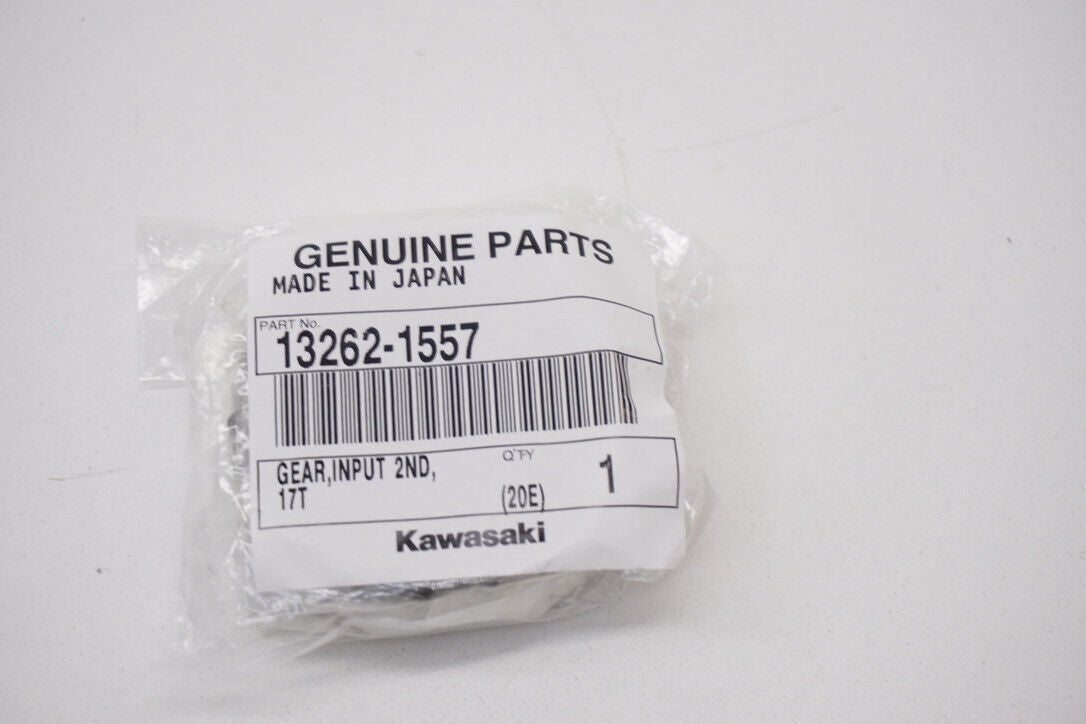 GENUINE PARTS
MADE IN JAPAN
PART No.
13262-1557
GEAR,INPUT 2ND,
17T
Q'TY
(20E)
1
Kawasaki